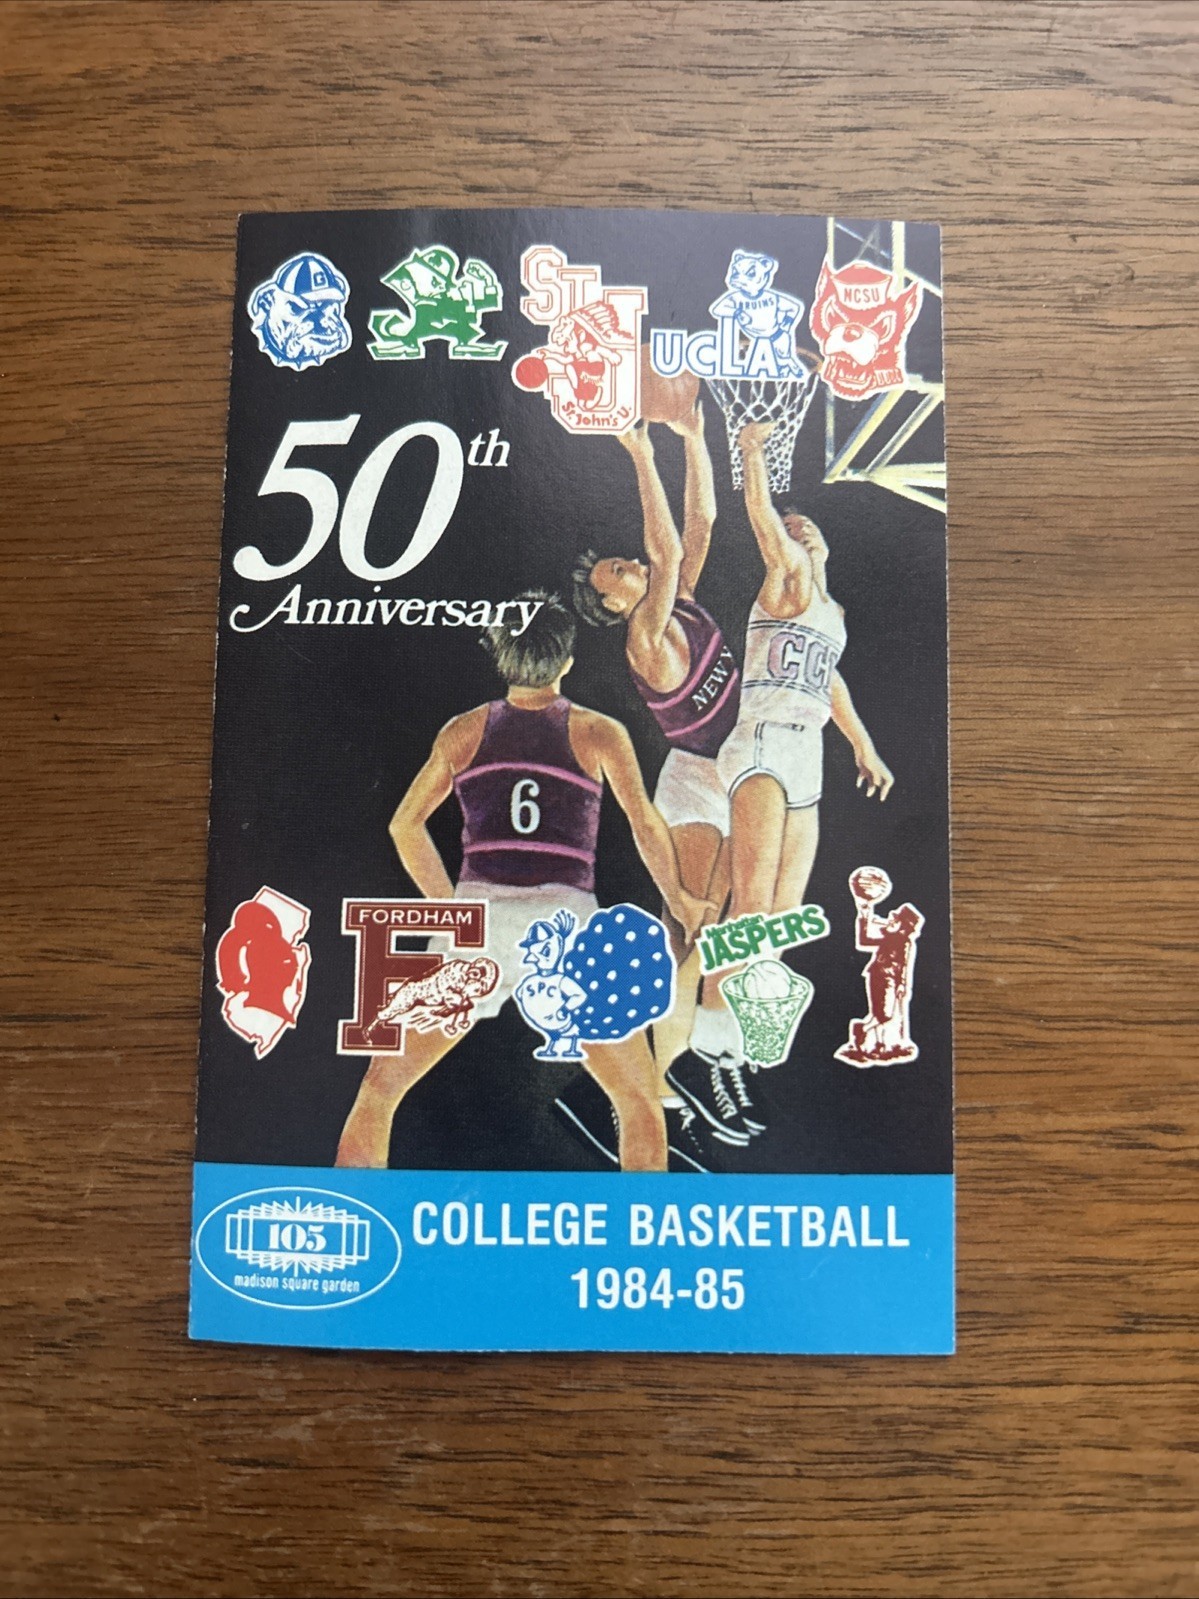 G
ST.
J
St. John's U.
BRUINS
UCLA
NCSU
50th
Anniversary
NEW Y
CC
6
FORDHAM
F
SPC
Manhattan
JASPERS
105
madison square garden
COLLEGE BASKETBALL
1984-85